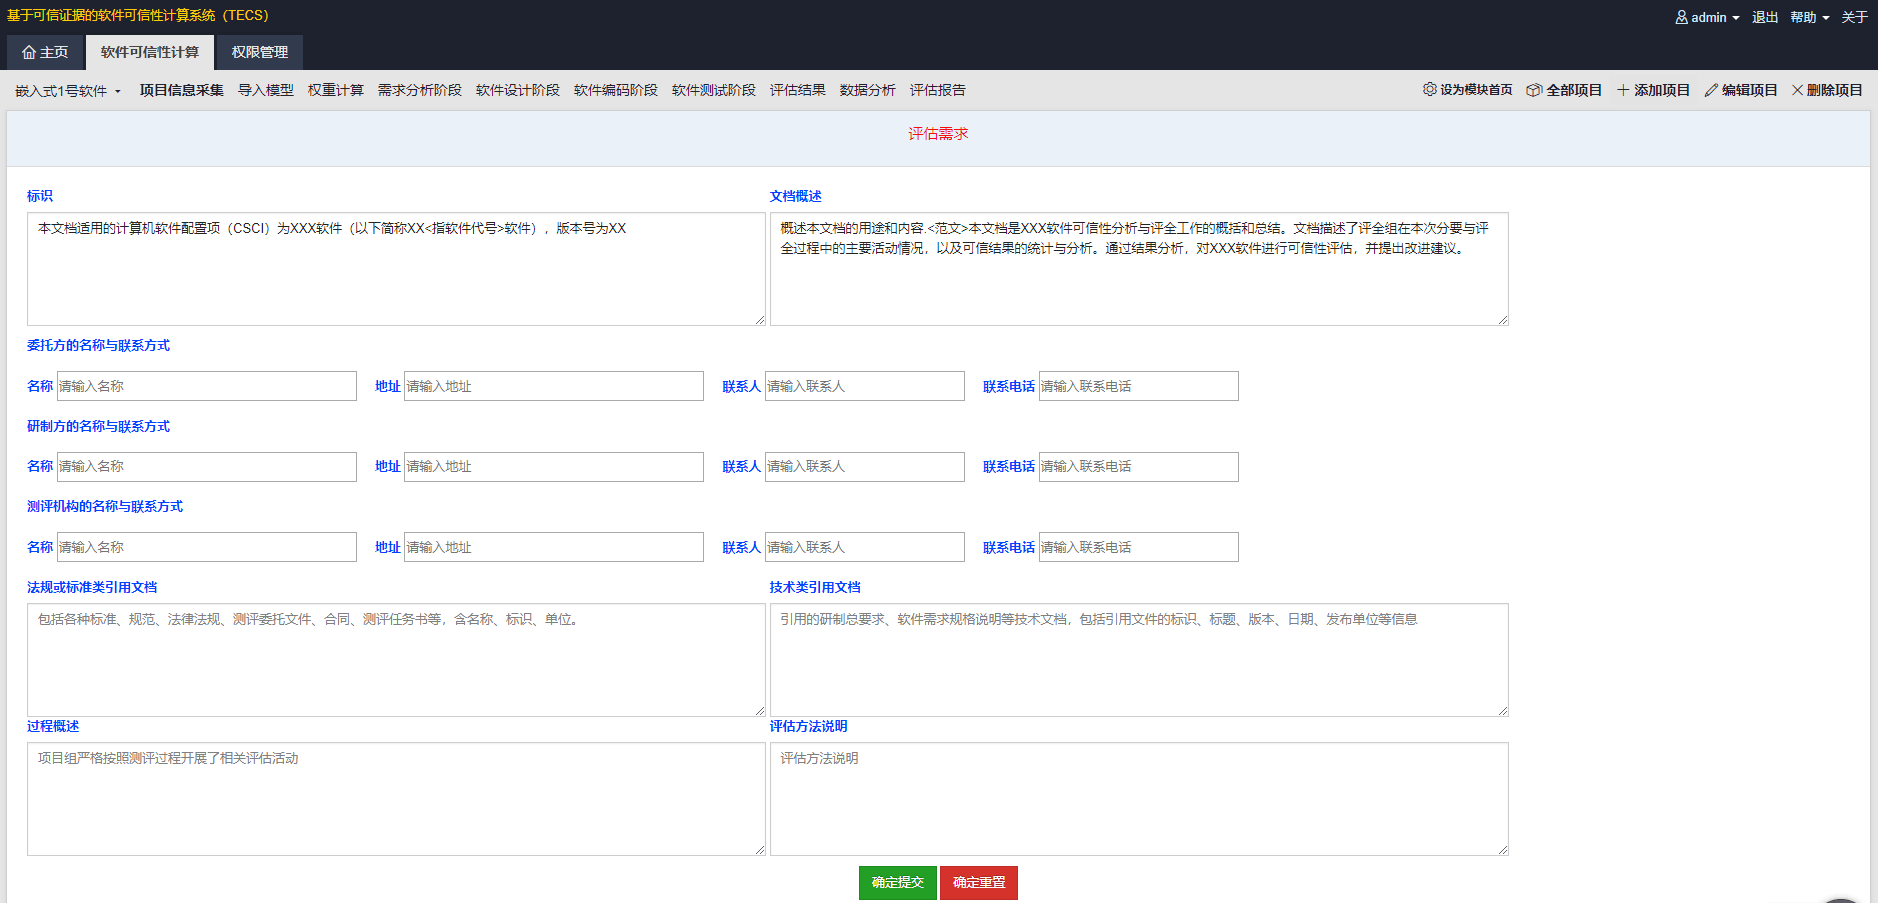 基于可信证据的软件可信性计算系统（TECS）
admin 退出 帮助 关于
主页 软件可信性计算 权限管理
嵌入式1号软件 项目信息采集 导入模型 权重计算 需求分析阶段 软件设计阶段 软件编码阶段 软件测试阶段 评估结果 数据分析 评估报告 设为模块首页 全部项目 添加项目 编辑项目 删除项目
评估需求
标识
本文档适用的计算机软件配置项（CSCI）为XXX软件（以下简称XX<指软件代号>软件），版本号为XX
文档概述
概述本文档的用途和内容.<范文>本文档是XXX软件可信性分析与评全工作的概括和总结。文档描述了评全组在本次分要与评
全过程中的主要活动情况，以及可信结果的统计与分析。通过结果分析，对XXX软件进行可信性评估，并提出改进建议。
委托方的名称与联系方式
名称 请输入名称 地址 请输入地址 联系人 请输入联系人 联系电话 请输入联系电话
研制方的名称与联系方式
名称 请输入名称 地址 请输入地址 联系人 请输入联系人 联系电话 请输入联系电话
测评机构的名称与联系方式
名称 请输入名称 地址 请输入地址 联系人 请输入联系人 联系电话 请输入联系电话
法规或标准类引用文档
包括各种标准、规范、法律法规、测评委托文件、合同、测评任务书等，含名称、标识、单位。
技术类引用文档
引用的研制总要求、软件需求规格说明等技术文档，包括引用文件的标识、标题、版本、日期、发布单位等信息
过程概述
项目组严格按照测评过程开展了相关评估活动
评估方法说明
评估方法说明
确定提交 确定重置